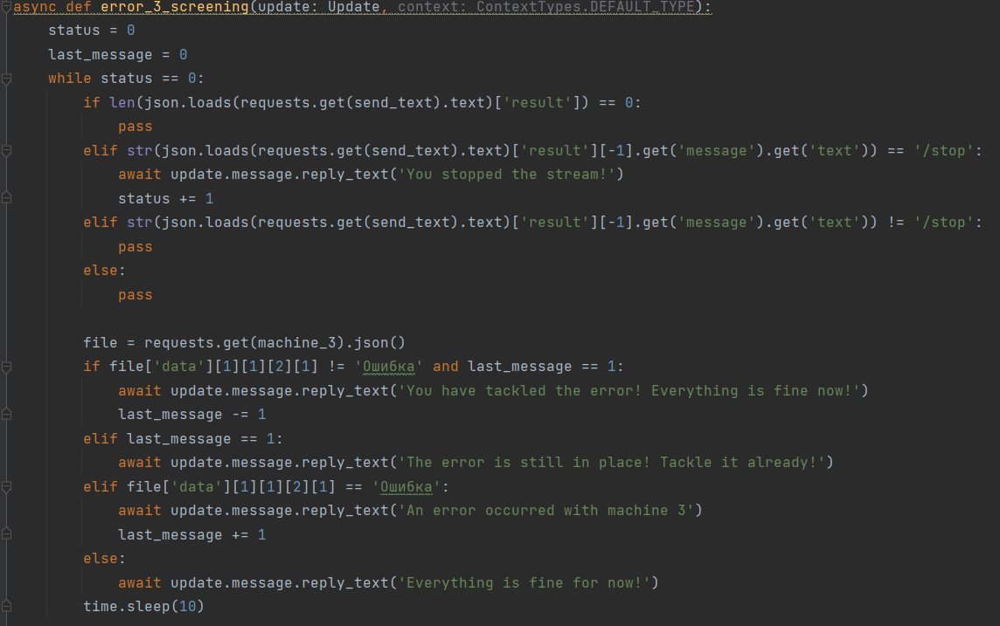 async def error_3_screening(update: Update, context: ContextTypes.DEFAULT_TYPE):
    status = 0
    last_message = 0
    while status == 0:
        if len(json.loads(requests.get(send_text).text)['result']) == 0:
            pass
        elif str(json.loads(requests.get(send_text).text)['result'][-1].get('message').get('text')) == '/stop':
            await update.message.reply_text('You stopped the stream!')
            status += 1
        elif str(json.loads(requests.get(send_text).text)['result'][-1].get('message').get('text')) != '/stop':
            pass
        else:
            pass

        file = requests.get(machine_3).json()
        if file['data'][1][1][2][1] != 'Ошибка' and last_message == 1:
            await update.message.reply_text('You have tackled the error! Everything is fine now!')
            last_message -= 1
        elif last_message == 1:
            await update.message.reply_text('The error is still in place! Tackle it already!')
        elif file['data'][1][1][2][1] == 'Ошибка':
            await update.message.reply_text('An error occurred with machine 3')
            last_message += 1
        else:
            await update.message.reply_text('Everything is fine for now!')
        time.sleep(10)